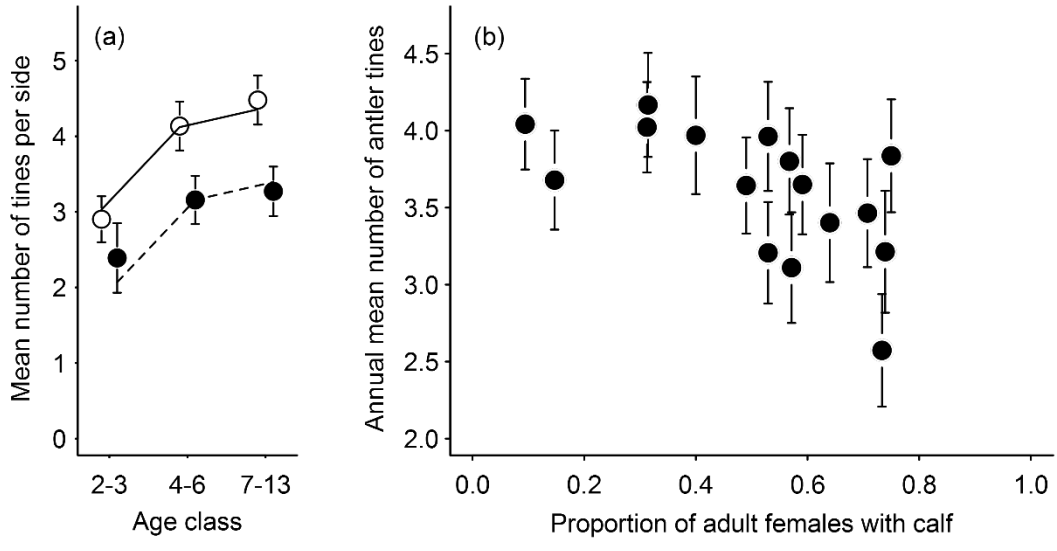 (a)
Mean number of tines per side
5
4
3
2
1
0
2-3 4-6 7-13
Age class
(b)
Annual mean number of antler tines
4.5
4.0
3.5
3.0
2.5
2.0
0.0 0.2 0.4 0.6 0.8 1.0
Proportion of adult females with calf